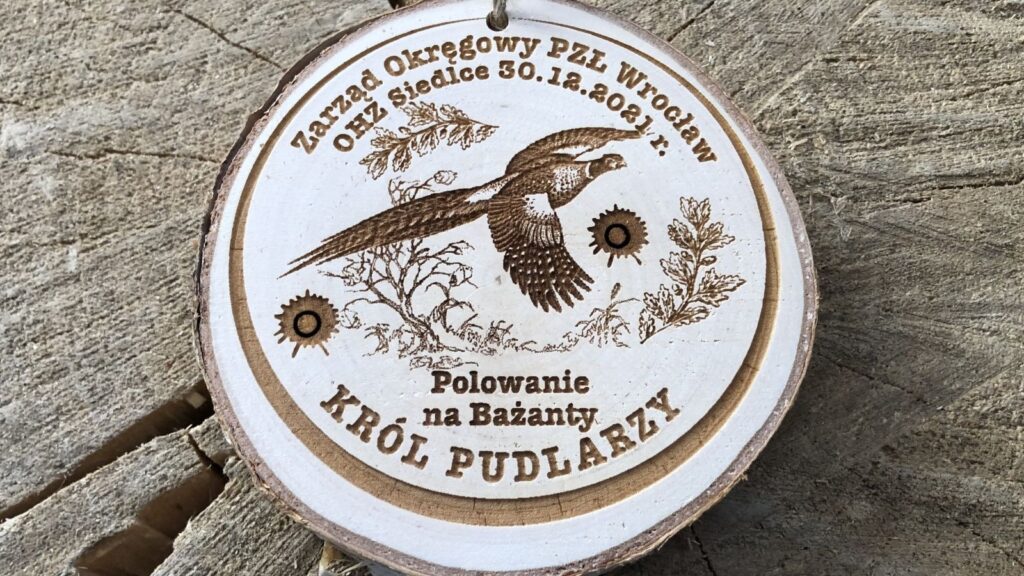 Zarząd Okręgowy PZŁ Wrocław
OHZ Siedlce 30.12.2021 r.
Polowanie
na Bażanty
KRÓL PUDLARZY